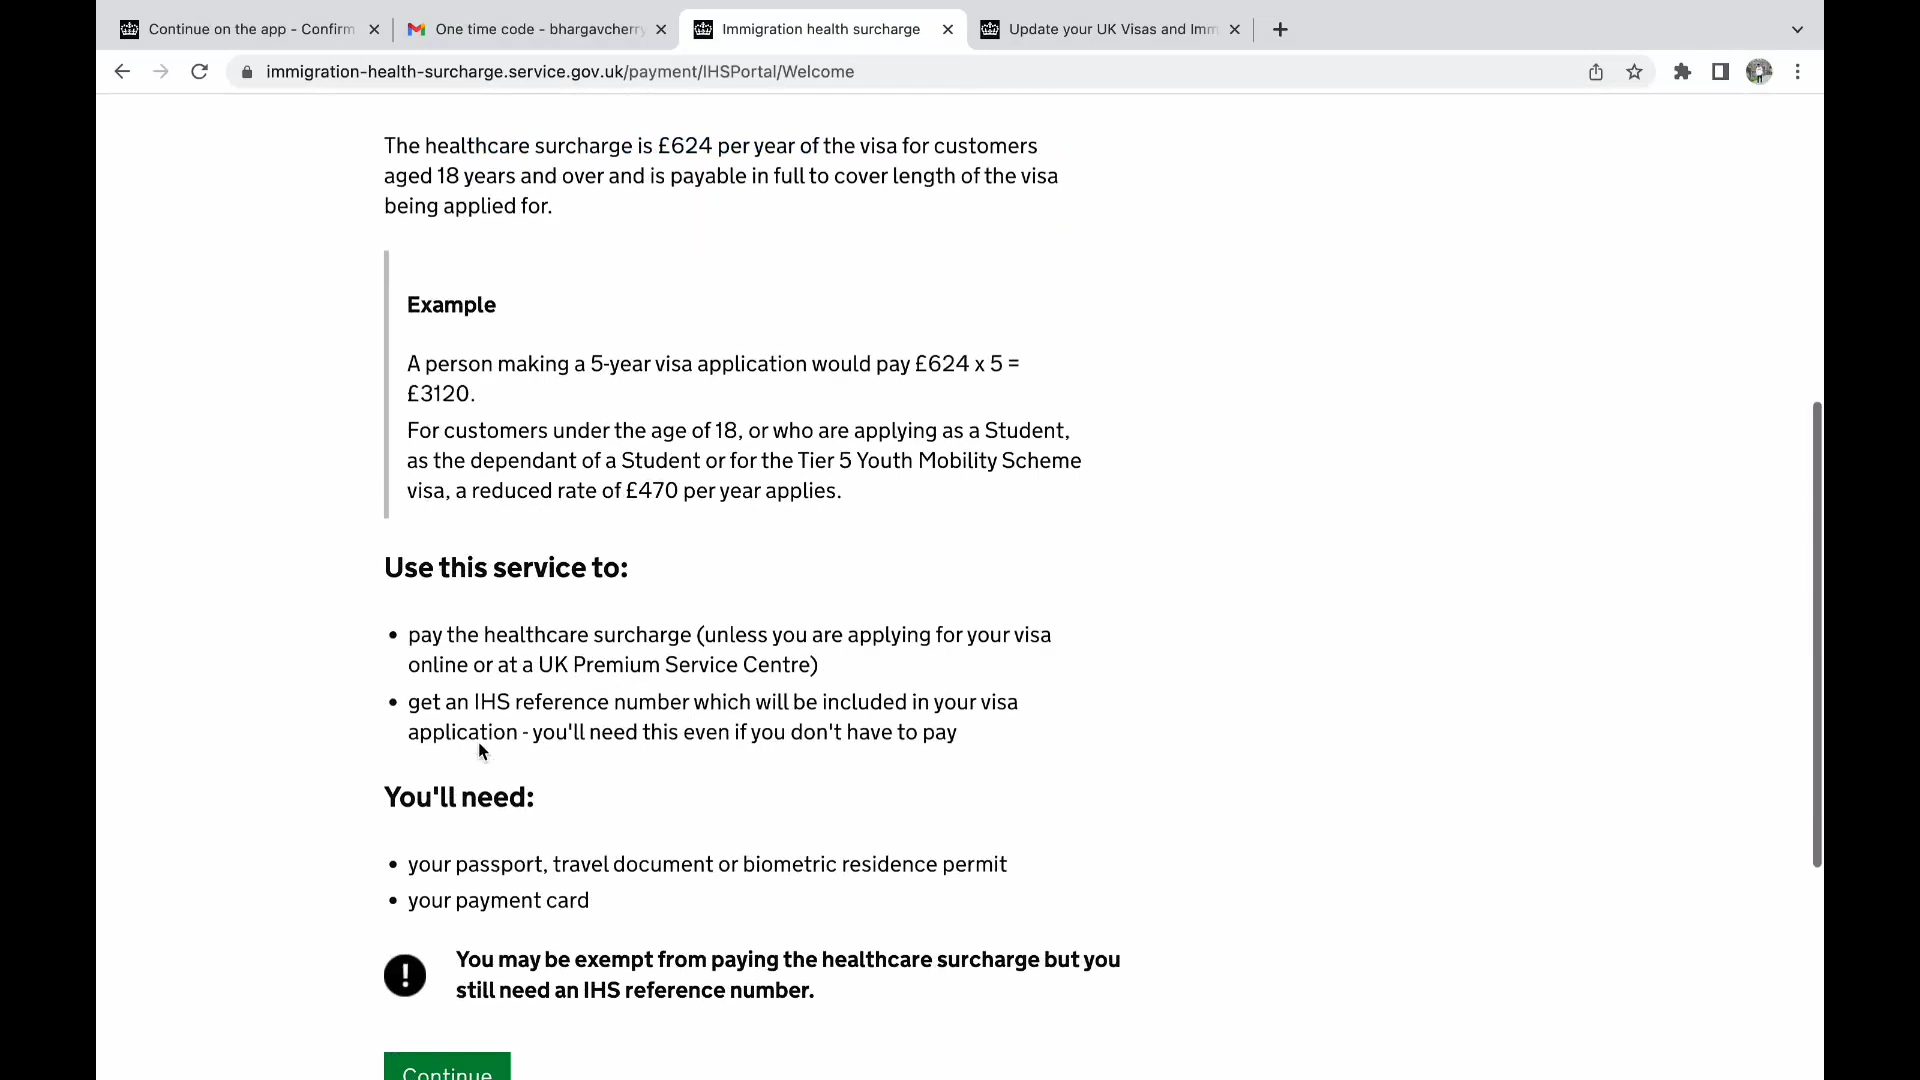 Continue on the app - Confirm
One time code - bhargavcherry
Immigration health surcharge
Update your UK Visas and Imm
immigration-health-surcharge.service.gov.uk/payment/IHSPortal/Welcome
The healthcare surcharge is £624 per year of the visa for customers
aged 18 years and over and is payable in full to cover length of the visa
being applied for.
Example
A person making a 5-year visa application would pay £624 x 5 =
£3120.
For customers under the age of 18, or who are applying as a Student,
as the dependant of a Student or for the Tier 5 Youth Mobility Scheme
visa, a reduced rate of £470 per year applies.
Use this service to:
• pay the healthcare surcharge (unless you are applying for your visa
online or at a UK Premium Service Centre)
• get an IHS reference number which will be included in your visa
application - you'll need this even if you don't have to pay
You'll need:
• your passport, travel document or biometric residence permit
• your payment card
You may be exempt from paying the healthcare surcharge but you
still need an IHS reference number.
Continue